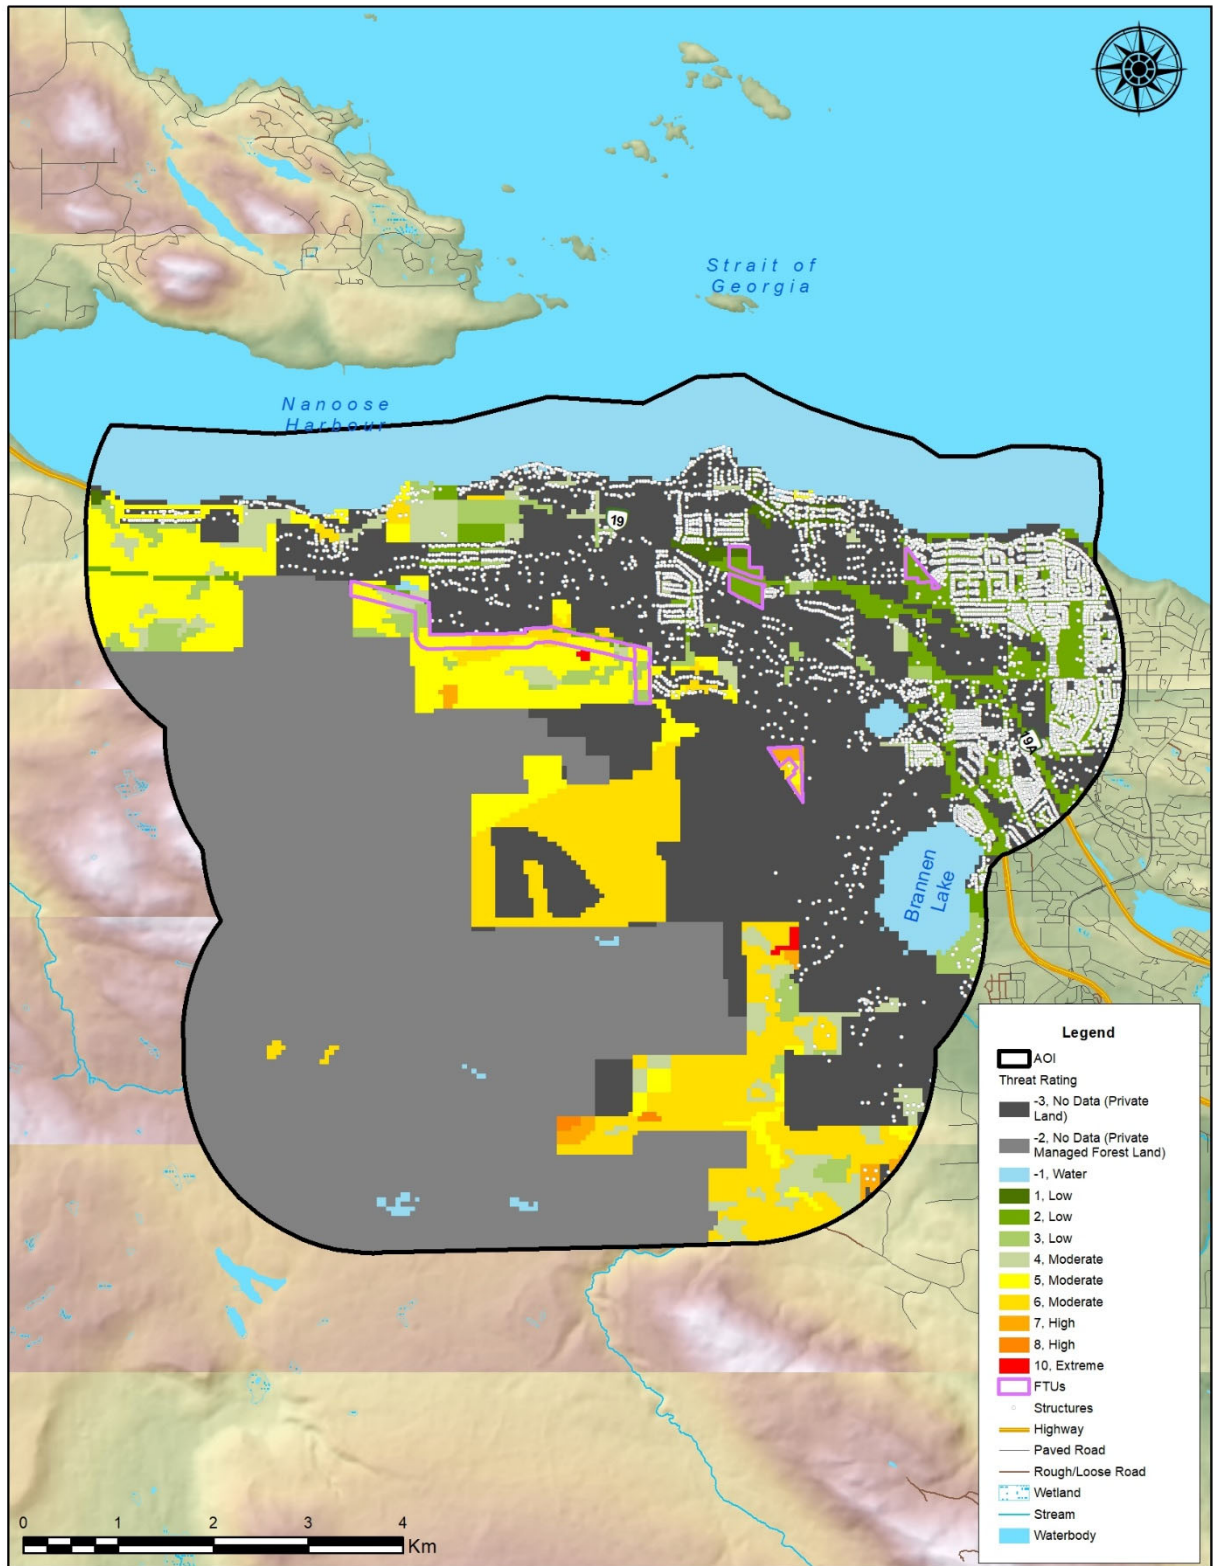 Strait of
Georgia
Nanoose
Harbour
19
19A
Brannen
Lake
Legend
AOI
Threat Rating
-3, No Data (Private
Land)
-2, No Data (Private
Managed Forest Land)
-1, Water
1, Low
2, Low
3, Low
4, Moderate
5, Moderate
6, Moderate
7, High
8, High
10, Extreme
FTUs
Structures
Highway
Paved Road
Rough/Loose Road
Wetland
Stream
Waterbody
0 1 2 3 4
Km